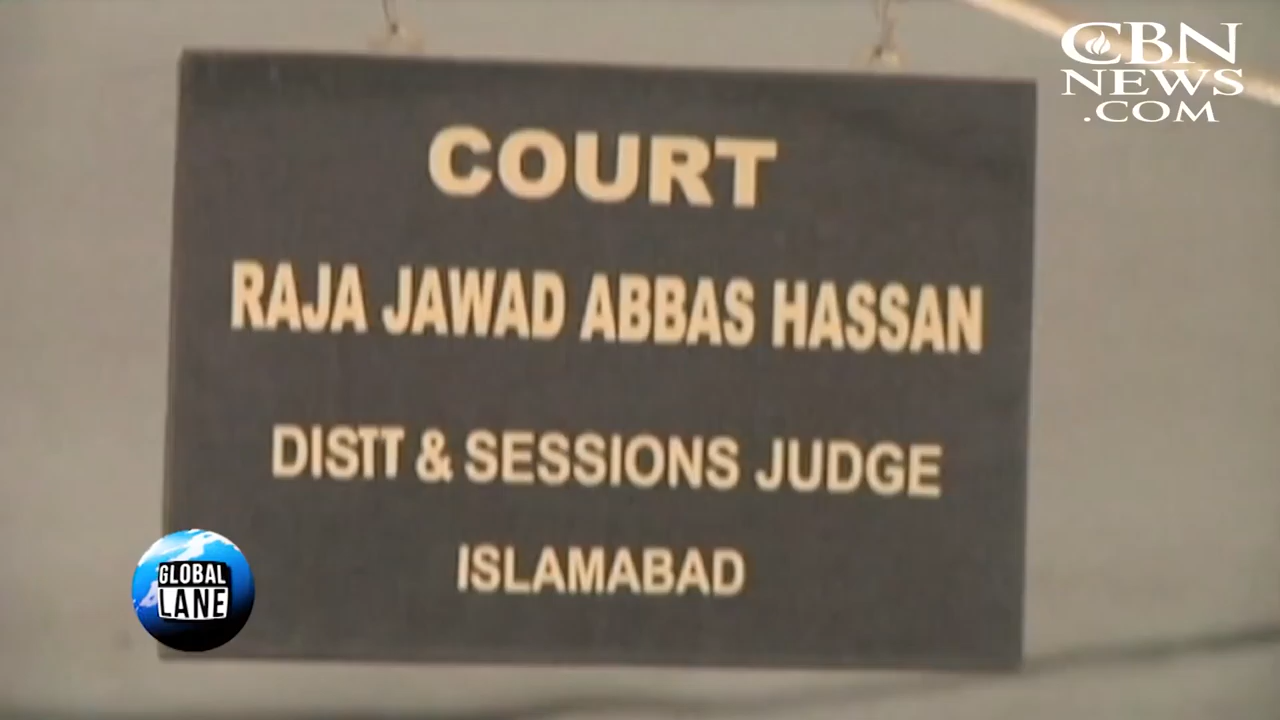 CBN
NEWS
.COM
COURT
RAJA JAWAD ABBAS HASSAN
DISTT & SESSIONS JUDGE
ISLAMABAD
GLOBAL
LANE